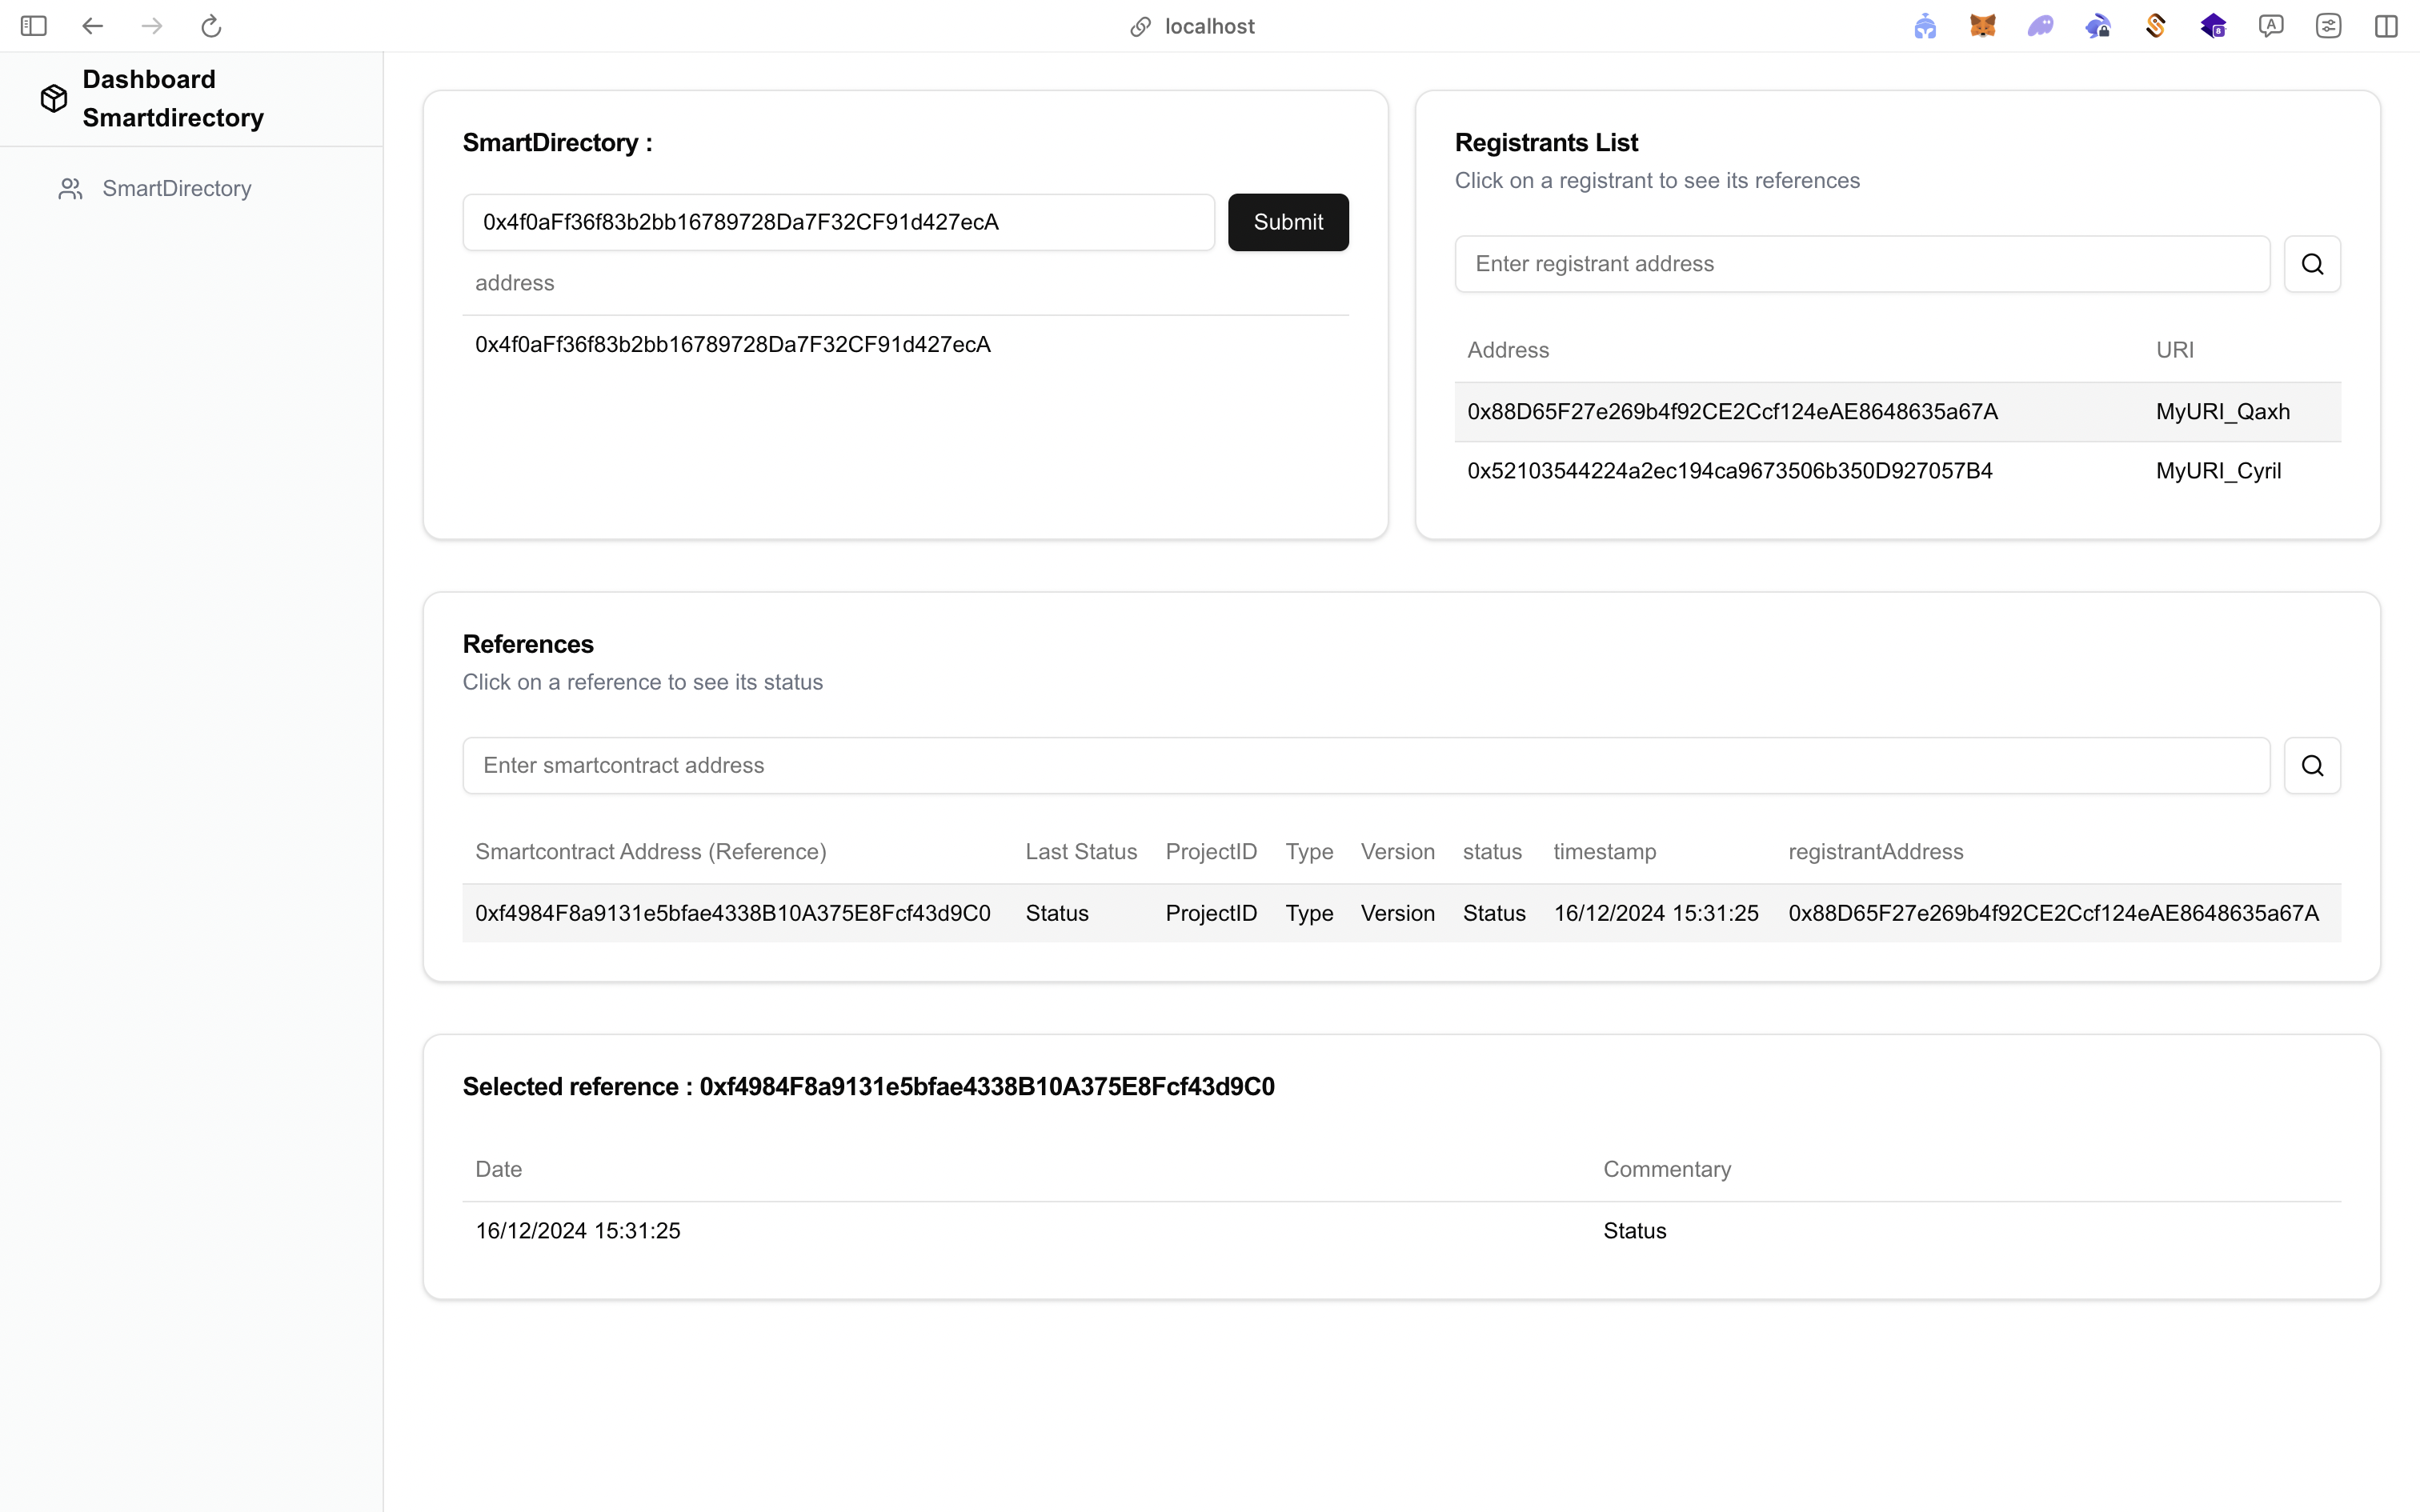 localhost
Dashboard
Smartdirectory
SmartDirectory
SmartDirectory :
0x4f0aFf36f83b2bb16789728Da7F32CF91d427ecA
Submit
address
0x4f0aFf36f83b2bb16789728Da7F32CF91d427ecA
Registrants List
Click on a registrant to see its references
Enter registrant address
Address URI
0x88D65F27e269b4f92CE2Ccf124eAE8648635a67A MyURI_Qaxh
0x52103544224a2ec194ca9673506b350D927057B4 MyURI_Cyril
References
Click on a reference to see its status
Enter smartcontract address
Smartcontract Address (Reference) Last Status ProjectID Type Version status timestamp registrantAddress
0xf4984F8a9131e5bfae4338B10A375E8Fcf43d9C0 Status ProjectID Type Version Status 16/12/2024 15:31:25 0x88D65F27e269b4f92CE2Ccf124eAE8648635a67A
Selected reference : 0xf4984F8a9131e5bfae4338B10A375E8Fcf43d9C0
Date Commentary
16/12/2024 15:31:25 Status